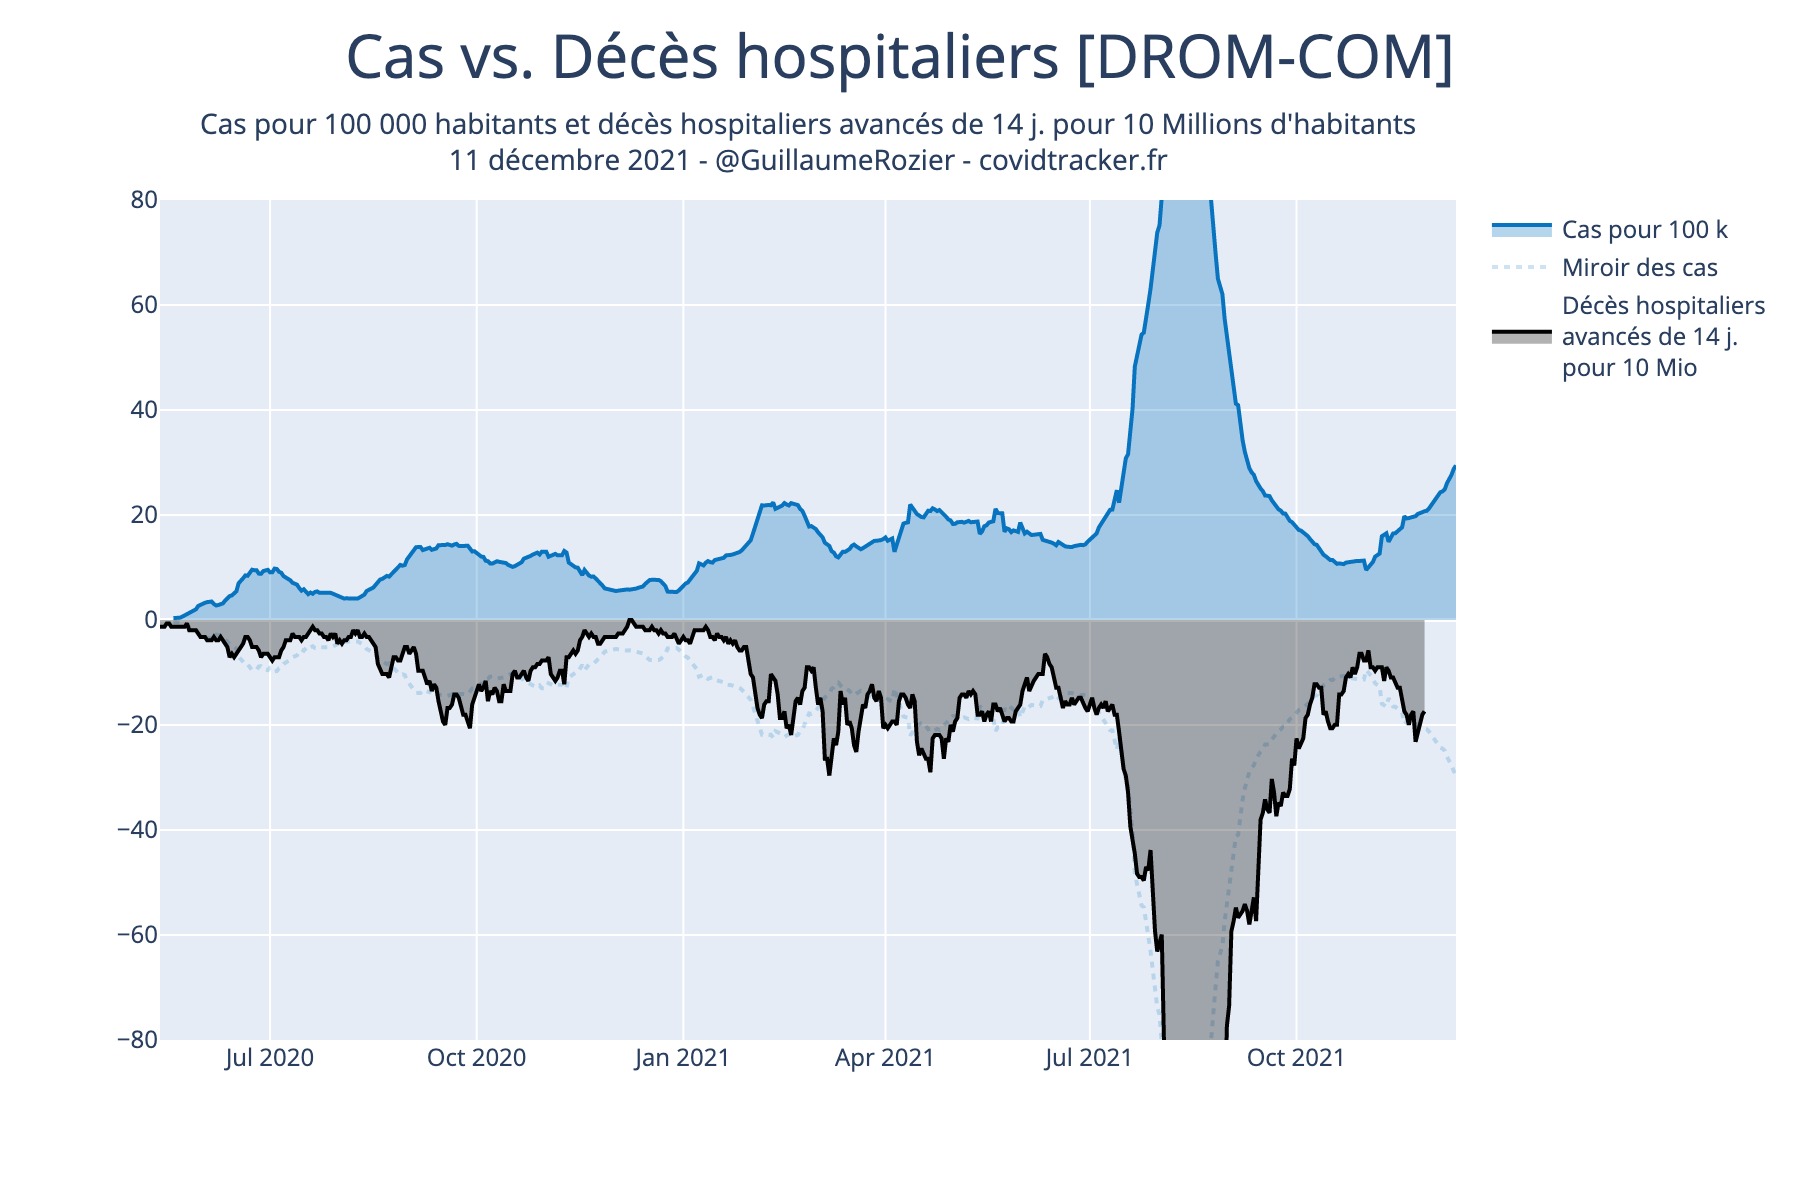 Cas vs. Décès hospitaliers [DROM-COM]
Cas pour 100 000 habitants et décès hospitaliers avancés de 14 j. pour 10 Millions d'habitants
11 décembre 2021 - @GuillaumeRozier - covidtracker.fr
80
60
40
20
0
−20
−40
−60
−80
Jul 2020
Oct 2020
Jan 2021
Apr 2021
Jul 2021
Oct 2021
Cas pour 100 k
Miroir des cas
Décès hospitaliers
avancés de 14 j.
pour 10 Mio